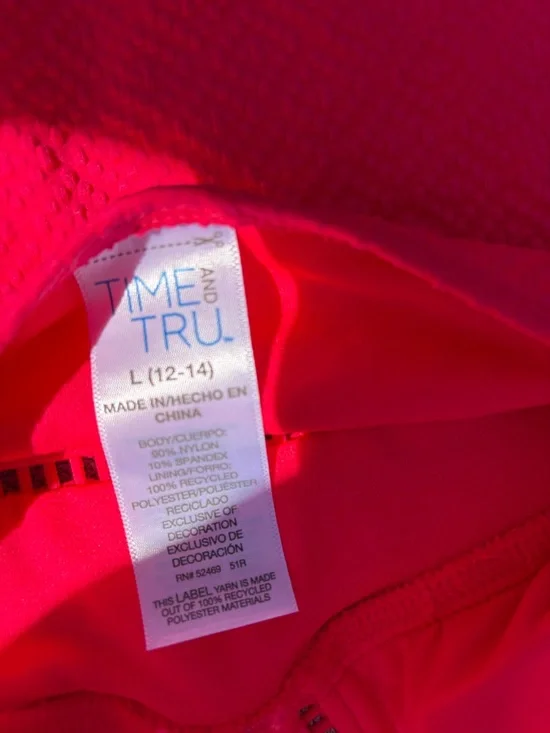 TIME AND
TRU™
L (12-14)
MADE IN/HECHO EN
CHINA
BODY/CUERPO:
90% NYLON
10% SPANDEX
LINING/FORRO:
100% RECYCLED
POLYESTER/POLIÉSTER
RECICLADO
EXCLUSIVE OF
DECORATION
EXCLUSIVO DE
DECORACIÓN
RN# 52469 51R
THIS LABEL YARN IS MADE
OUT OF 100% RECYCLED
POLYESTER MATERIALS